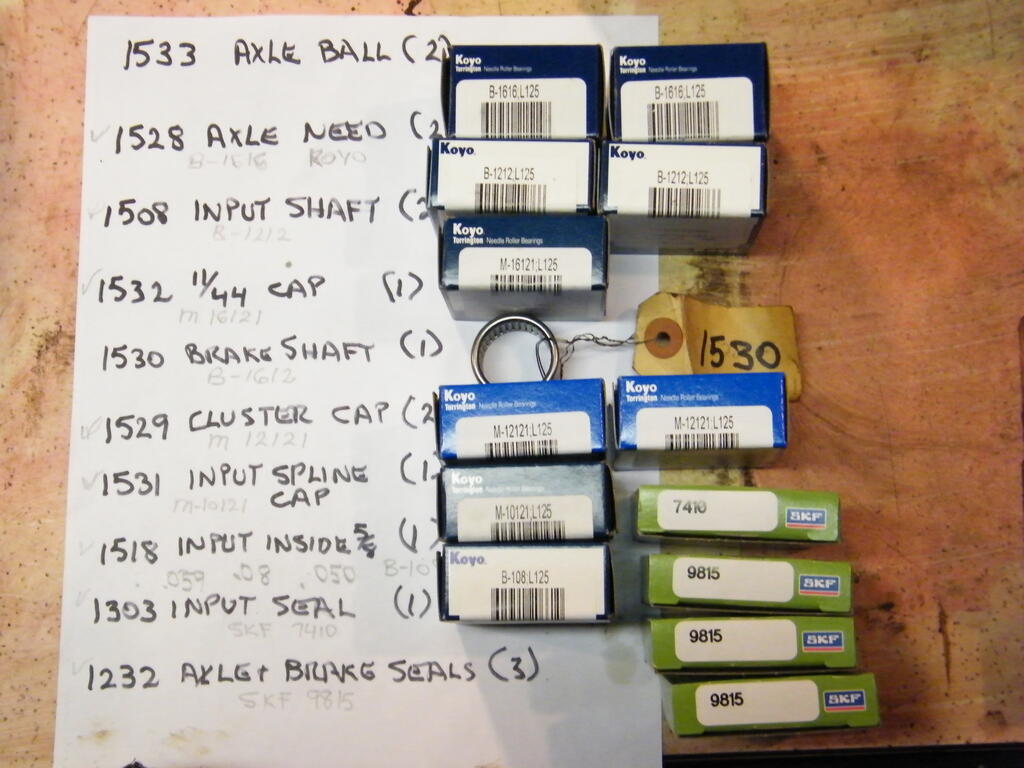 1533 AXLE BALL (2)
Koyo
Torrington Needle Roller Bearings
B-1616;L125
Koyo
Torrington Needle Roller Bearings
B-1616;L125
1528 AXLE NEED (2
B-1616 KOYO
Koyo
B-1212;L125
Koyo
B-1212;L125
1508 INPUT SHAFT (2
B-1212
Koyo
Torrington Needle Roller Bearings
M-16121;L125
1532 11/44 CAP (1)
M 16121
1530 BRAKE SHAFT (1)
B-1612
1530
1529 CLUSTER CAP (2
M 12121
Koyo
Torrington Needle Roller Bearings
M-12121;L125
Koyo
Torrington Needle Roller Bearings
M-12121;L125
1531 INPUT SPLINE (1
CAP
M-10121
Koyo
Torrington Needle Roller Bearings
M-10121;L125
7410
SKF
1518 INPUT INSIDE 5/8 (1)
.059 .08 .050 B-108
Koyo
B-108;L125
9815
SKF
1303 INPUT SEAL (1)
SKF 7410
9815
SKF
1232 AXLE+ BRAKE SEALS (3)
SKF 9815
9815
SKF